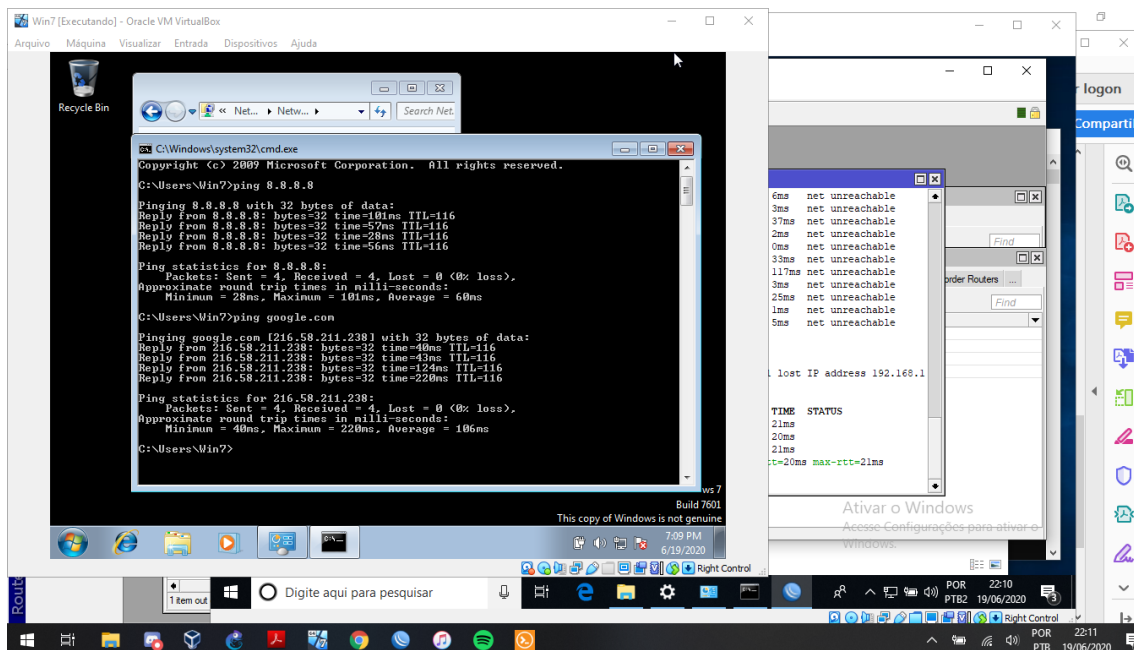 Win7 [Executando] - Oracle VM VirtualBox
Arquivo Máquina Visualizar Entrada Dispositivos Ajuda
Recycle Bin
« Net... Netw...
Search Net.
C:\Windows\system32\cmd.exe
Copyright (c) 2009 Microsoft Corporation. All rights reserved.
C:\Users\Win7>ping 8.8.8.8
Pinging 8.8.8.8 with 32 bytes of data:
Reply from 8.8.8.8: bytes=32 time=101ms TTL=116
Reply from 8.8.8.8: bytes=32 time=57ms TTL=116
Reply from 8.8.8.8: bytes=32 time=28ms TTL=116
Reply from 8.8.8.8: bytes=32 time=56ms TTL=116
Ping statistics for 8.8.8.8:
Packets: Sent = 4, Received = 4, Lost = 0 (0% loss),
Approximate round trip times in milli-seconds:
Minimum = 28ms, Maximum = 101ms, Average = 60ms
C:\Users\Win7>ping google.com
Pinging google.com [216.58.211.238] with 32 bytes of data:
Reply from 216.58.211.238: bytes=32 time=40ms TTL=116
Reply from 216.58.211.238: bytes=32 time=43ms TTL=116
Reply from 216.58.211.238: bytes=32 time=124ms TTL=116
Reply from 216.58.211.238: bytes=32 time=220ms TTL=116
Ping statistics for 216.58.211.238:
Packets: Sent = 4, Received = 4, Lost = 0 (0% loss),
Approximate round trip times in milli-seconds:
Minimum = 40ms, Maximum = 220ms, Average = 106ms
C:\Users\Win7>
ws 7
Build 7601
This copy of Windows is not genuine
7:09 PM
6/19/2020
Right Control
r logon
Comparti
6ms net unreachable
3ms net unreachable
37ms net unreachable
2ms net unreachable
0ms net unreachable
33ms net unreachable
117ms net unreachable
3ms net unreachable
25ms net unreachable
1ms net unreachable
5ms net unreachable
l lost IP address 192.168.1
TIME STATUS
21ms
20ms
21ms
tt=20ms max-rtt=21ms
Find
order Routers ...
Find
Ativar o Windows
Acesse Configurações para ativar o
Windows.
Route
1 item out
Digite aqui para pesquisar
POR
PTB2
22:10
19/06/2020
3
Right Control
POR
PTB
22:11
19/06/2020